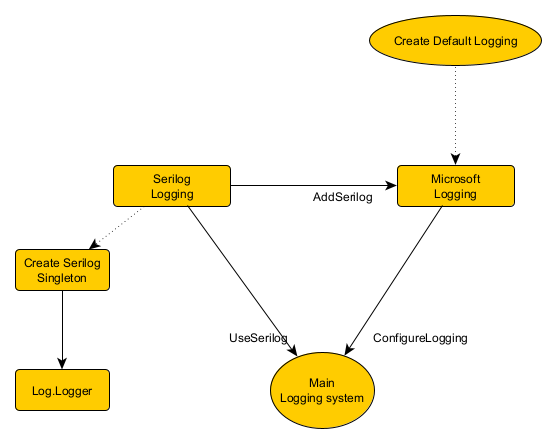 Create Default Logging
Serilog
Logging
Microsoft
Logging
AddSerilog
Create Serilog
Singleton
UseSerilog
ConfigureLogging
Main
Logging system
Log.Logger